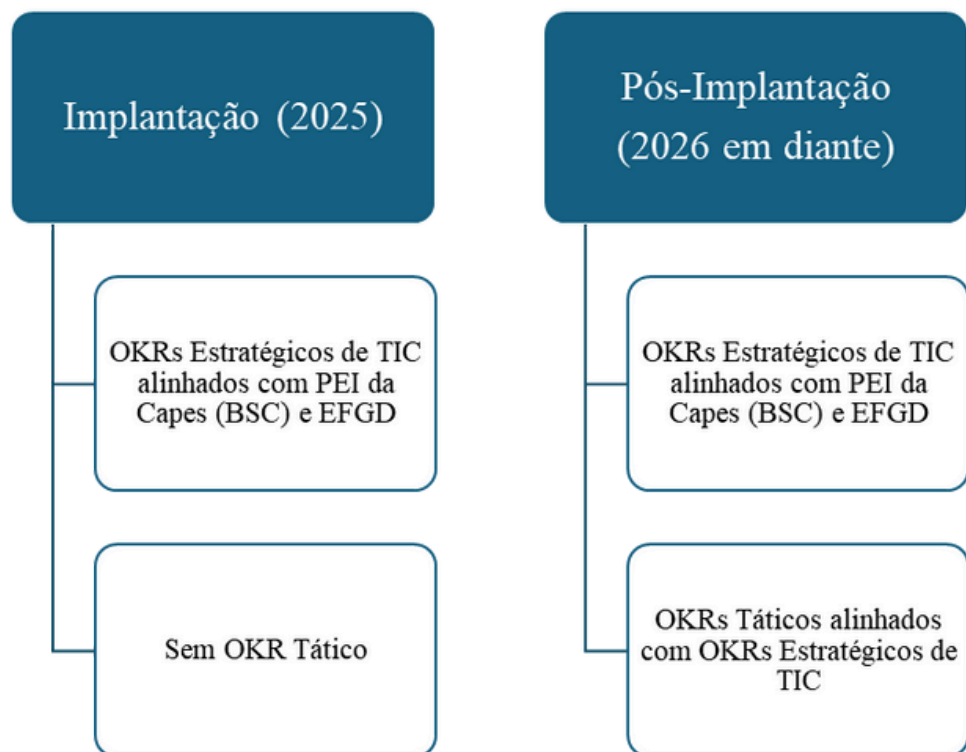 Implantação (2025)
OKRs Estratégicos de TIC
alinhados com PEI da
Capes (BSC) e EFGD
Sem OKR Tático
Pós-Implantação
(2026 em diante)
OKRs Estratégicos de TIC
alinhados com PEI da
Capes (BSC) e EFGD
OKRs Táticos alinhados
com OKRs Estratégicos de
TIC